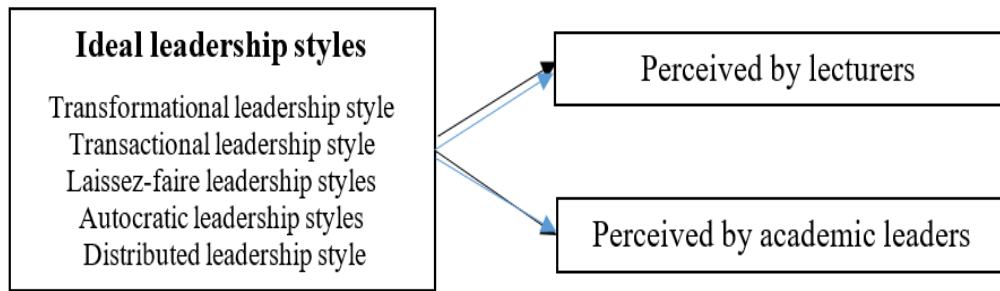 Ideal leadership styles
Transformational leadership style
Transactional leadership style
Laissez-faire leadership styles
Autocratic leadership styles
Distributed leadership style
Perceived by lecturers
Perceived by academic leaders